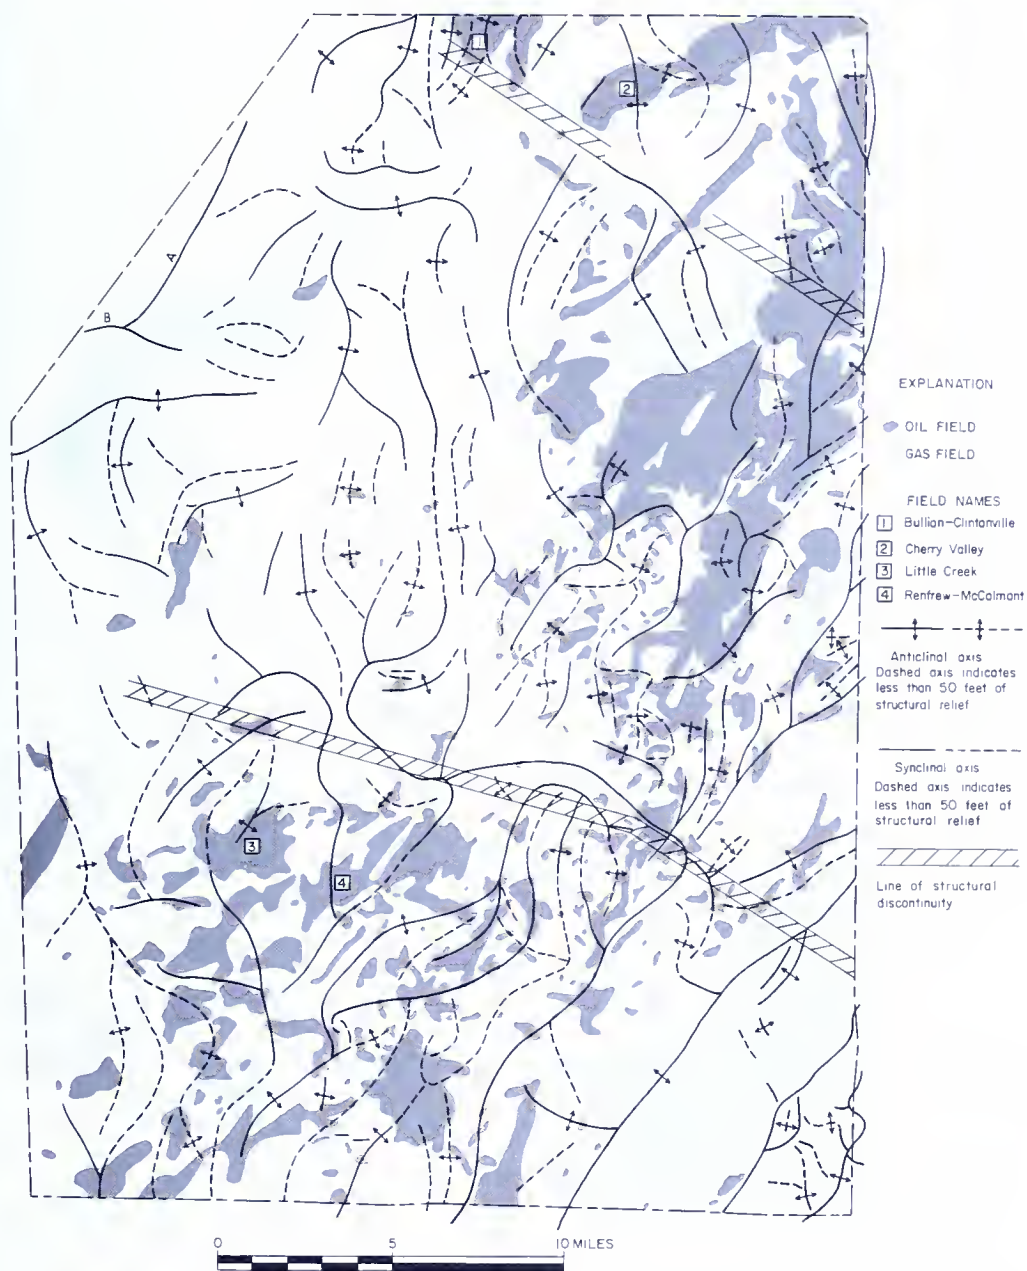 1
2
A
B
3
4
EXPLANATION
OIL FIELD
GAS FIELD
FIELD NAMES
1 Bullion-Clintonville
2 Cherry Valley
3 Little Creek
4 Renfrew-McCalmont
Anticlinal axis
Dashed axis indicates
less than 50 feet of
structural relief
Synclinal axis
Dashed axis indicates
less than 50 feet of
structural relief
Line of structural
discontinuity
0 5 10 MILES